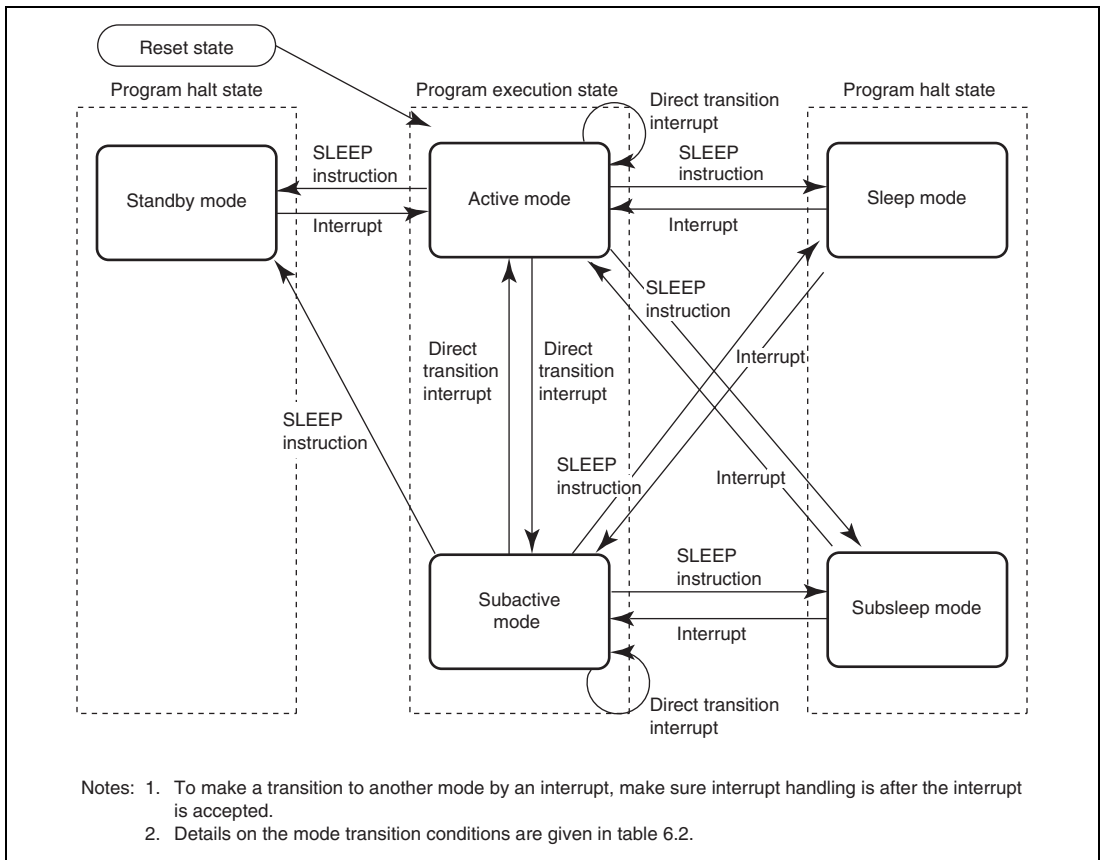 Reset state
Program halt state
Program execution state
Program halt state
Direct transition
interrupt
SLEEP
instruction
SLEEP
instruction
Standby mode
Active mode
Sleep mode
Interrupt
Interrupt
SLEEP
instruction
Direct
transition
interrupt
Direct
transition
interrupt
Interrupt
SLEEP
instruction
SLEEP
instruction
Interrupt
SLEEP
instruction
Subactive
mode
Subsleep mode
Interrupt
Direct transition
interrupt
Notes: 1. To make a transition to another mode by an interrupt, make sure interrupt handling is after the interrupt
is accepted.
2. Details on the mode transition conditions are given in table 6.2.